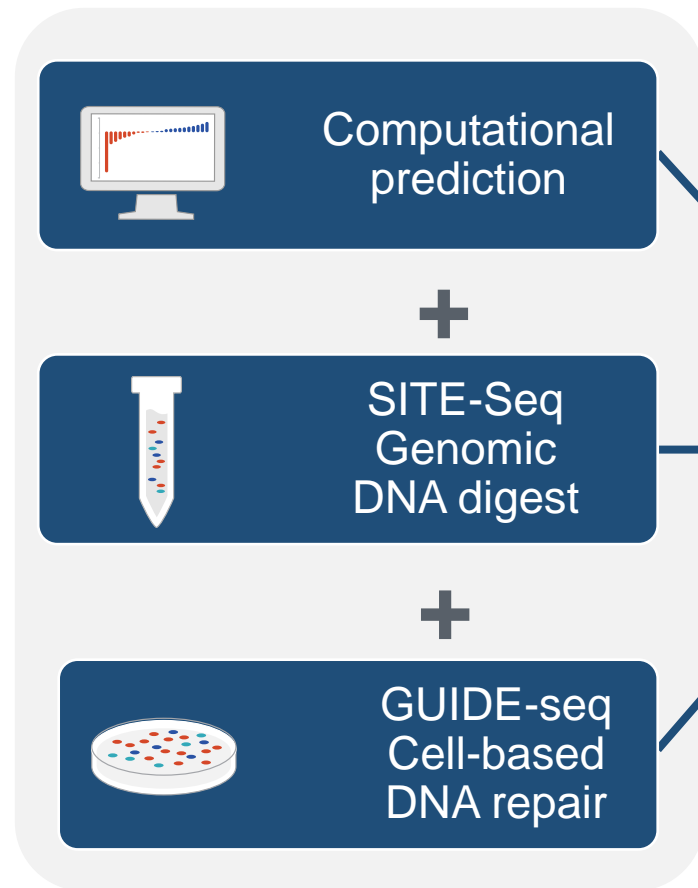 Computational
prediction
+
SITE-Seq
Genomic
DNA digest
+
GUIDE-seq
Cell-based
DNA repair